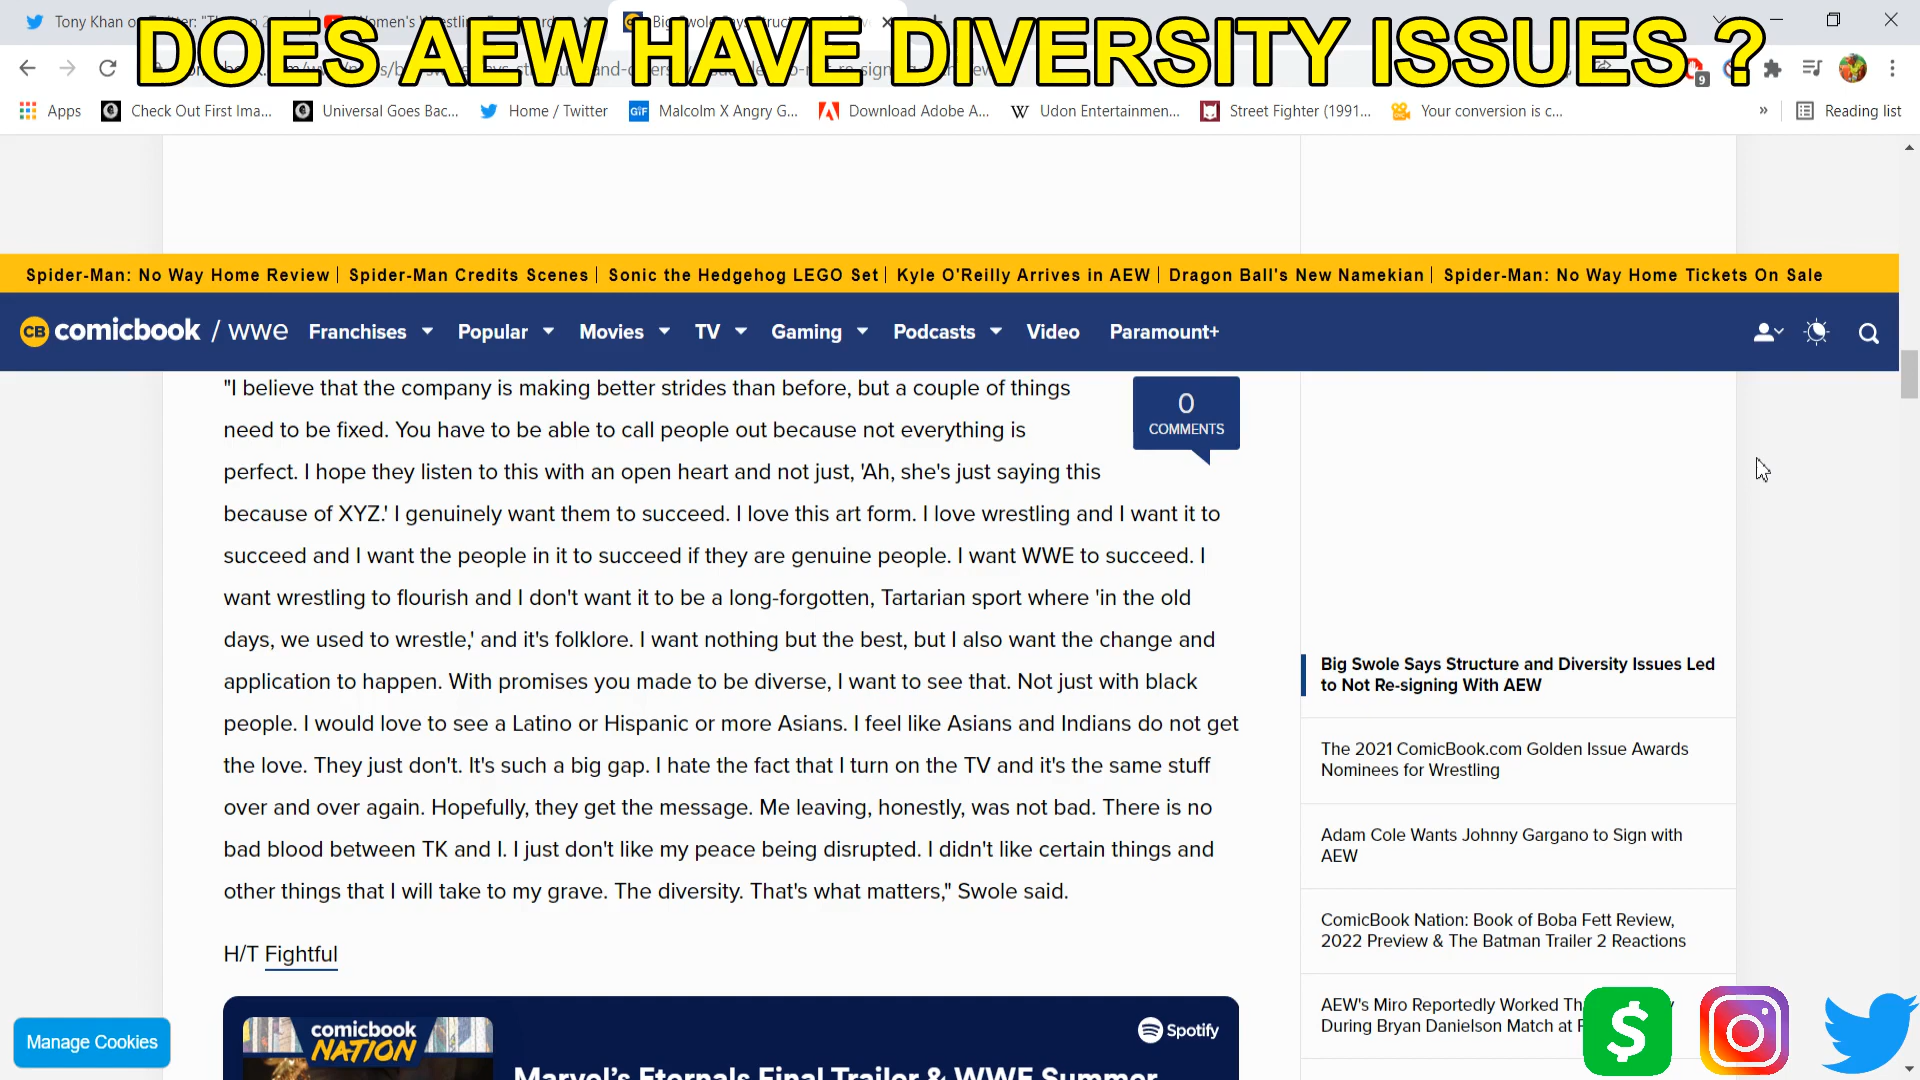 DOES AEW HAVE DIVERSITY ISSUES ?
Tony Khan on Twitter: "The top 2
Apps
Check Out First Ima...
Universal Goes Bac...
Home / Twitter
GIF
Malcolm X Angry G...
Download Adobe A...
W
Udon Entertainmen...
Street Fighter (1991...
Your conversion is c...
»
Reading list
9
Spider-Man: No Way Home Review | Spider-Man Credits Scenes | Sonic the Hedgehog LEGO Set | Kyle O'Reilly Arrives in AEW | Dragon Ball's New Namekian | Spider-Man: No Way Home Tickets On Sale
CB comicbook / wwe Franchises Popular Movies TV Gaming Podcasts Video Paramount+
"I believe that the company is making better strides than before, but a couple of things
need to be fixed. You have to be able to call people out because not everything is
perfect. I hope they listen to this with an open heart and not just, 'Ah, she's just saying this
because of XYZ.' I genuinely want them to succeed. I love this art form. I love wrestling and I want it to
succeed and I want the people in it to succeed if they are genuine people. I want WWE to succeed. I
want wrestling to flourish and I don't want it to be a long-forgotten, Tartarian sport where 'in the old
days, we used to wrestle,' and it's folklore. I want nothing but the best, but I also want the change and
application to happen. With promises you made to be diverse, I want to see that. Not just with black
people. I would love to see a Latino or Hispanic or more Asians. I feel like Asians and Indians do not get
the love. They just don't. It's such a big gap. I hate the fact that I turn on the TV and it's the same stuff
over and over again. Hopefully, they get the message. Me leaving, honestly, was not bad. There is no
bad blood between TK and I. I just don't like my peace being disrupted. I didn't like certain things and
other things that I will take to my grave. The diversity. That's what matters," Swole said.
0
COMMENTS
H/T Fightful
Big Swole Says Structure and Diversity Issues Led
to Not Re-signing With AEW
The 2021 ComicBook.com Golden Issue Awards
Nominees for Wrestling
Adam Cole Wants Johnny Gargano to Sign with
AEW
ComicBook Nation: Book of Boba Fett Review,
2022 Preview & The Batman Trailer 2 Reactions
AEW's Miro Reportedly Worked
During Bryan Danielson Match at
Manage Cookies
comicbook
NATION
Spotify
Marvel's Eternals Final Trailer & WWE Summer
$